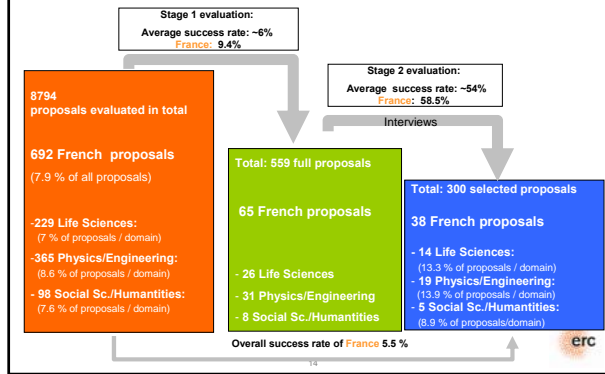 Stage 1 evaluation:
Average success rate: ~6%
France: 9.4%
Stage 2 evaluation:
Average success rate: ~54%
France: 58.5%
Interviews
8794
proposals evaluated in total
692 French proposals
(7.9 % of all proposals)
-229 Life Sciences:
(7 % of proposals / domain)
-365 Physics/Engineering:
(8.6 % of proposals / domain)
- 98 Social Sc./Humantities:
(7.6 % of proposals / domain)
Total: 559 full proposals
65 French proposals
- 26 Life Sciences
- 31 Physics/Engineering
- 8 Social Sc./Humantities
Total: 300 selected proposals
38 French proposals
- 14 Life Sciences:
(13.3 % of proposals / domain)
- 19 Physics/Engineering:
(13.9 % of proposals / domain)
- 5 Social Sc./Humantities:
(8.9 % of proposals/domain)
Overall success rate of France 5.5 %
14
erc